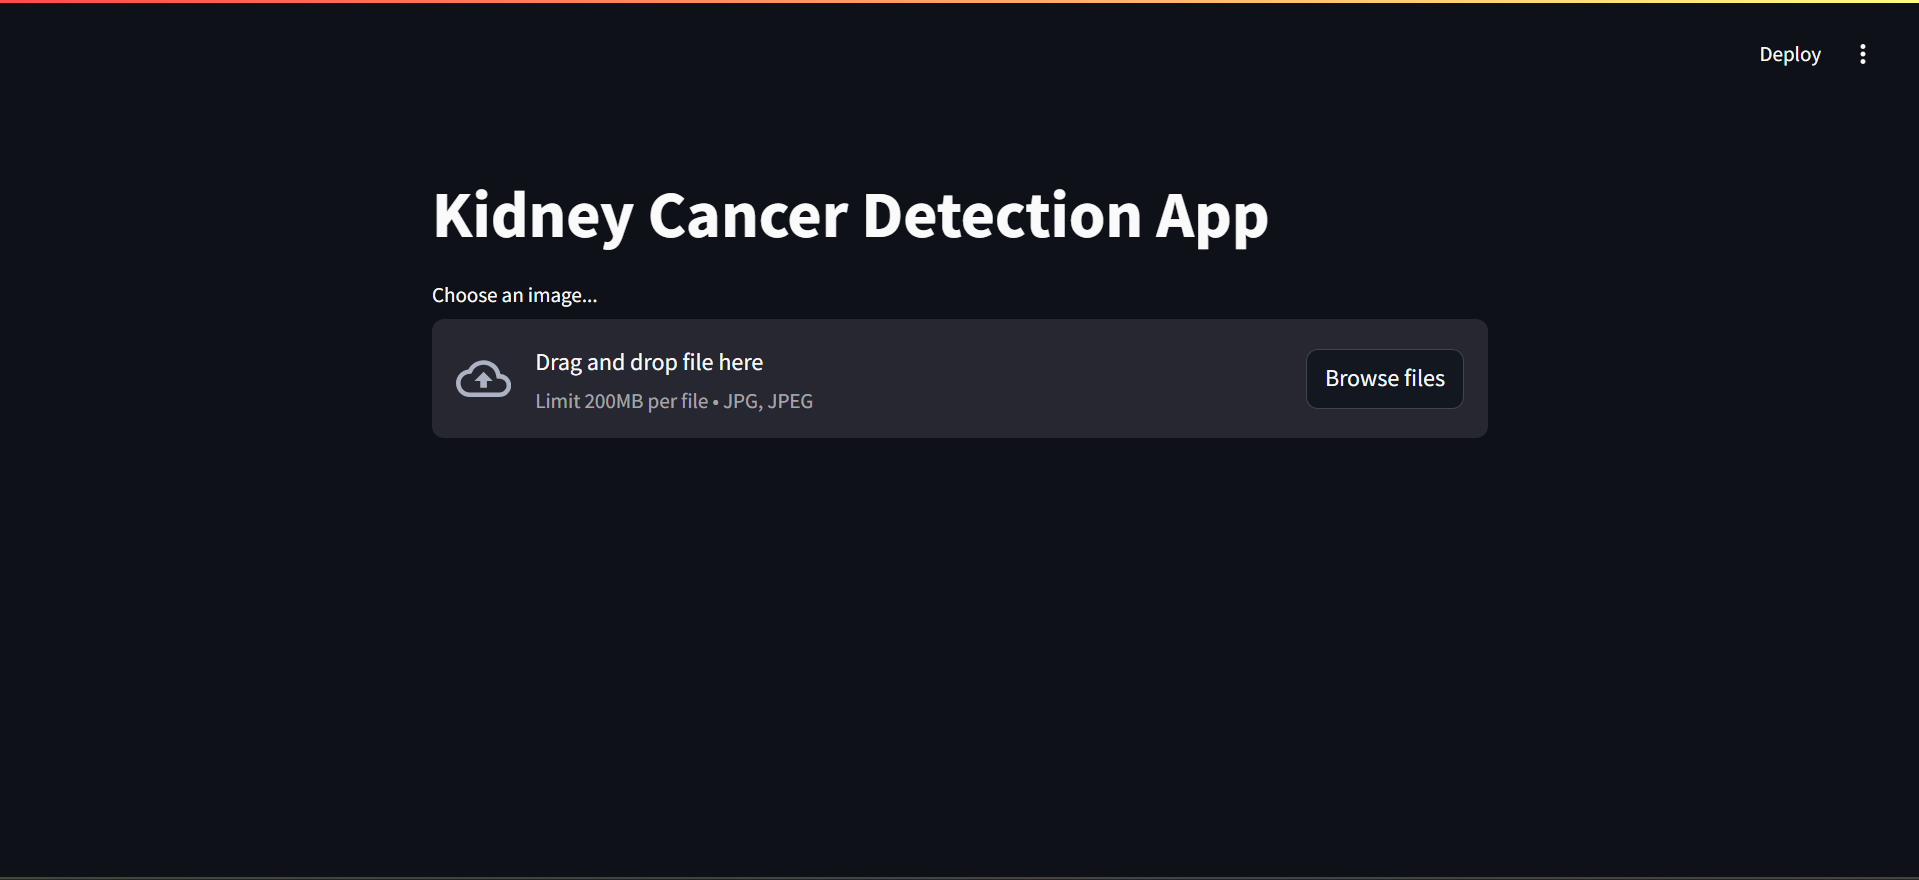 Deploy
Kidney Cancer Detection App
Choose an image...
Drag and drop file here
Limit 200MB per file • JPG, JPEG
Browse files